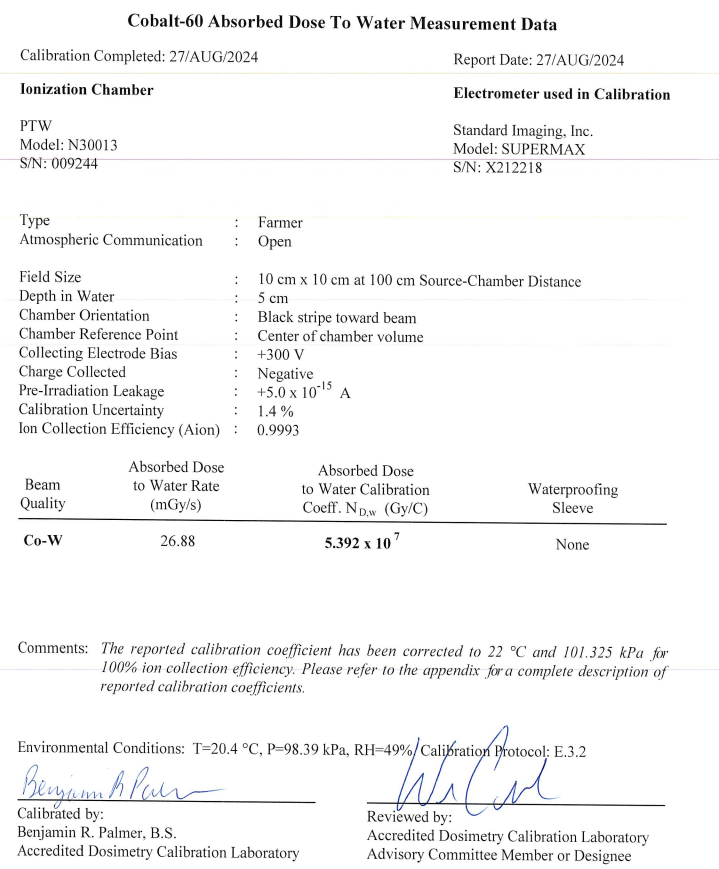 Cobalt-60 Absorbed Dose To Water Measurement Data
Calibration Completed: 27/AUG/2024
Report Date: 27/AUG/2024
Ionization Chamber
Electrometer used in Calibration
PTW
Model: N30013
S/N: 009244
Standard Imaging, Inc.
Model: SUPERMAX
S/N: X212218
Type : Farmer
Atmospheric Communication : Open
Field Size : 10 cm x 10 cm at 100 cm Source-Chamber Distance
Depth in Water : 5 cm
Chamber Orientation : Black stripe toward beam
Chamber Reference Point : Center of chamber volume
Collecting Electrode Bias : +300 V
Charge Collected : Negative
Pre-Irradiation Leakage : +5.0 x 10⁻¹⁵ A
Calibration Uncertainty : 1.4 %
Ion Collection Efficiency (Aion) : 0.9993
Beam
Quality
Absorbed Dose
to Water Rate
(mGy/s)
Absorbed Dose
to Water Calibration
Coeff. N_D,w (Gy/C)
Waterproofing
Sleeve
Co-W 26.88 5.392 x 10⁷ None
Comments: The reported calibration coefficient has been corrected to 22 °C and 101.325 kPa for
100% ion collection efficiency. Please refer to the appendix for a complete description of
reported calibration coefficients.
Environmental Conditions: T=20.4 °C, P=98.39 kPa, RH=49% Calibration Protocol: E.3.2
Benjamin R Palmer
Calibrated by:
Benjamin R. Palmer, B.S.
Accredited Dosimetry Calibration Laboratory
Reviewed by:
Accredited Dosimetry Calibration Laboratory
Advisory Committee Member or Designee